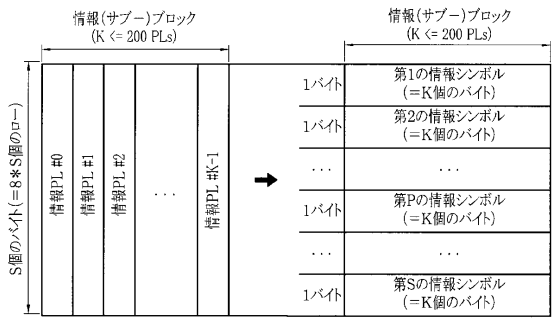 情報(サブ－)ブロック
(K <= 200 PLs)
情報(サブ－)ブロック
(K <= 200 PLs)
S個のバイト(=8*S個のロー)
情報PL #0
情報PL #1
情報PL #2
...
情報PL #K-1
1バイト
第1の情報シンボル
(=K個のバイト)
1バイト
第2の情報シンボル
(=K個のバイト)
...
...
1バイト
第Pの情報シンボル
(=K個のバイト)
...
...
1バイト
第Sの情報シンボル
(=K個のバイト)